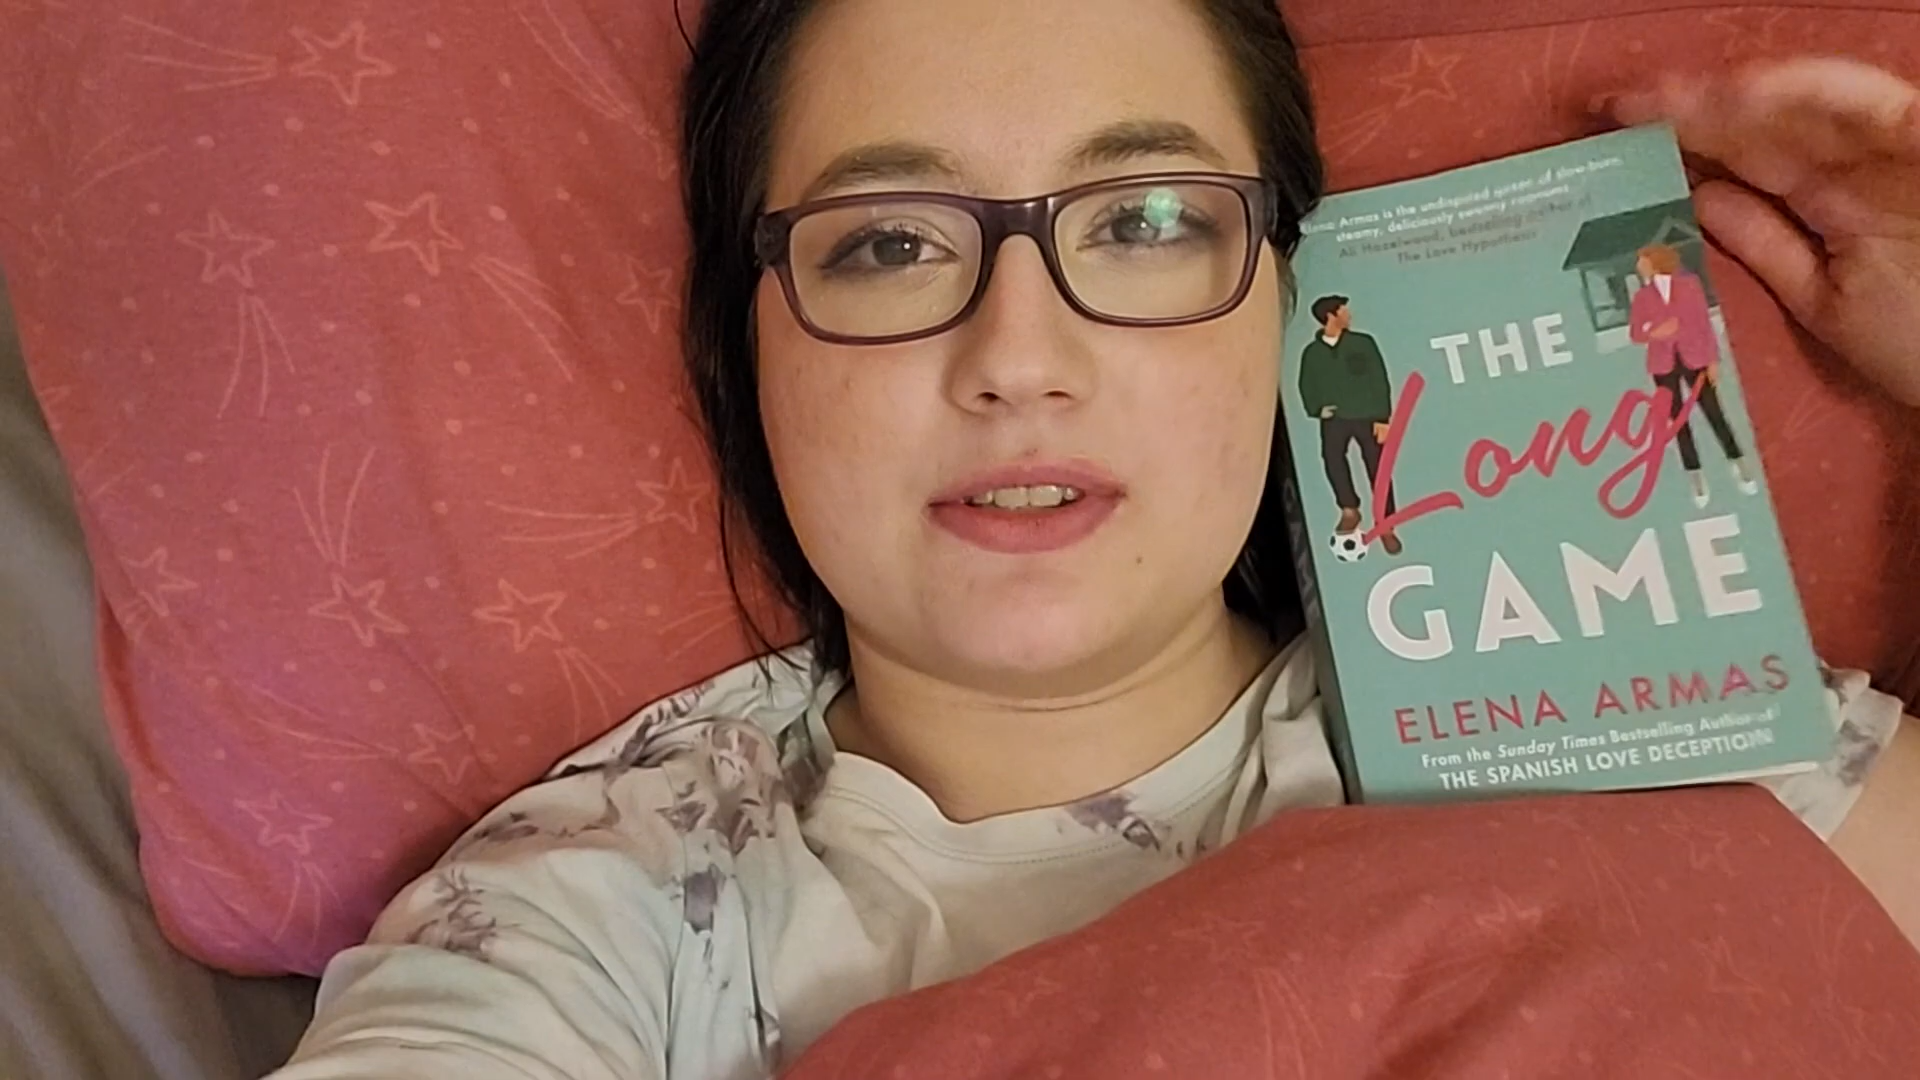 Elena Armas is the undisputed queen of slow-burn,
steamy, deliciously swoony romcoms
Ali Hazelwood, bestselling author of
The Love Hypothesis
THE
Long
GAME
ELENA ARMAS
From the Sunday Times Bestselling Author of
THE SPANISH LOVE DECEPTION